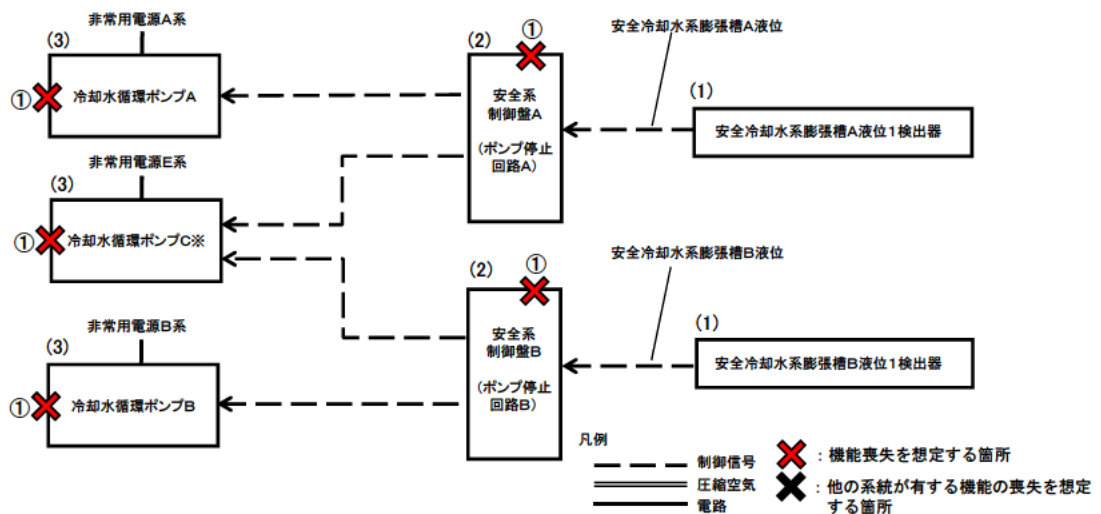 非常用電源A系
(3)
①
冷却水循環ポンプA
非常用電源E系
(3)
①
冷却水循環ポンプC※
非常用電源B系
(3)
①
冷却水循環ポンプB
(2)
①
安全系
制御盤A
(ポンプ停止
回路A)
(2)
①
安全系
制御盤B
(ポンプ停止
回路B)
安全冷却水系膨張槽A液位
(1)
安全冷却水系膨張槽A液位1検出器
安全冷却水系膨張槽B液位
(1)
安全冷却水系膨張槽B液位1検出器
凡例
制御信号
圧縮空気
電路
:機能喪失を想定する箇所
:他の系統が有する機能の喪失を想定
する箇所